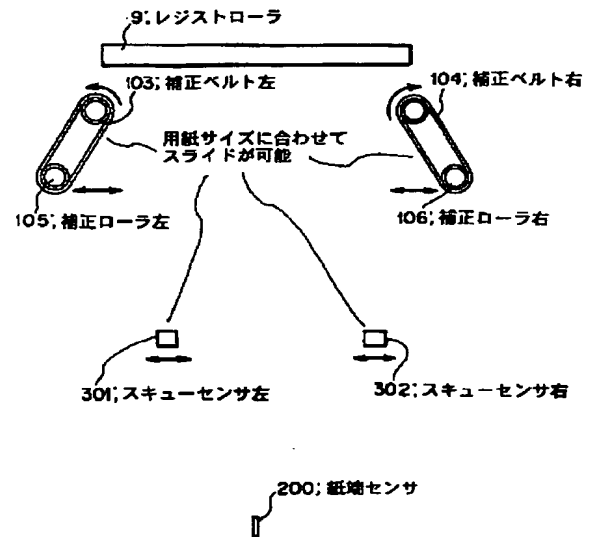 9;レジストローラ
103;補正ベルト左
104;補正ベルト右
用紙サイズに合わせて
スライドが可能
105;補正ローラ左
106;補正ローラ右
301;スキューセンサ左
302;スキューセンサ右
200;紙端センサ